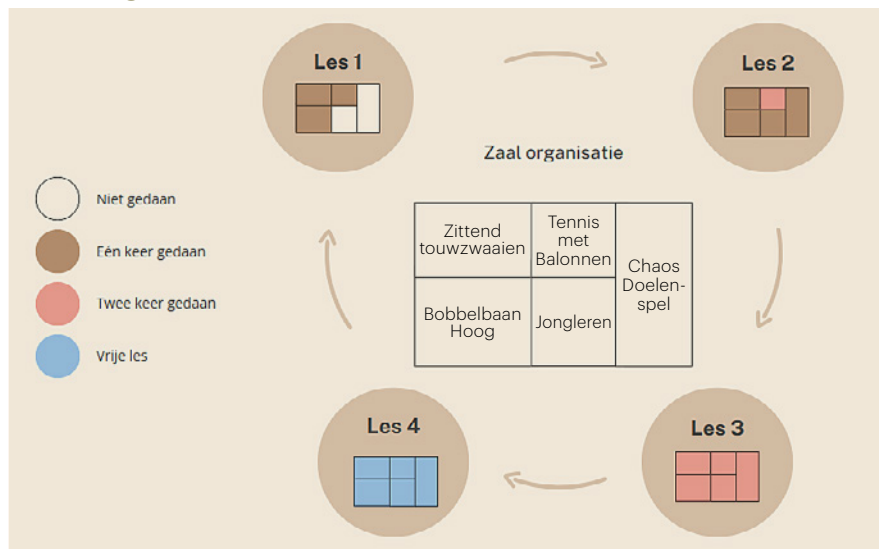 Les 1
Les 2
Zaal organisatie
Niet gedaan
Eén keer gedaan
Twee keer gedaan
Vrije les
Zittend
touwzwaaien
Tennis
met
Balonnen
Chaos
Doelen-
spel
Bobbelbaan
Hoog
Jongleren
Les 4
Les 3